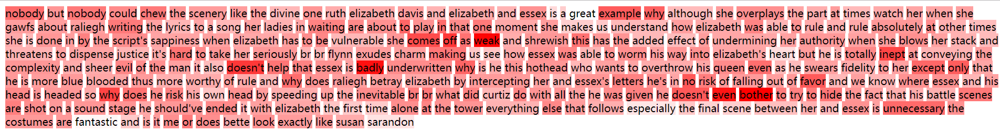 nobody but nobody could chew the scenery like the divine one ruth elizabeth davis and elizabeth and essex is a great example why although she overplays the part at times watch her when she
gawfs about raliegh writing the lyrics to a song her ladies in waiting are about to play in that one moment she makes us understand how elizabeth was able to rule and rule absolutely at other times
she is done in by the script's sappiness when elizabeth has to be vulnerable she comes off as weak and shrewish this has the added effect of undermining her authority when she blows her stack and
threatens to dispense justice it's hard to take her seriously br br flynn exudes charm making us see how essex was able to worm his way into elizabeth's heart but he is totally inept at conveying the
complexity and sheer evil of the man it also doesn't help that essex is badly underwritten why is he this hothead who wants to overthrow his queen even as he swears fidelity to her except only that
he is more blue blooded thus more worthy of rule and why does raliegh betray elizabeth by intercepting her and essex's letters he's in no risk of falling out of favor and we know where essex and his
head is headed so why does he risk his own head by speeding up the inevitable br br what did curtiz do with all the he was given he doesn't even bother to try to hide the fact that his battle scenes
are shot on a sound stage he should've ended it with elizabeth the first time alone at the tower everything else that follows especially the final scene between her and essex is unnecessary the
costumes are fantastic and is it me or does bette look exactly like susan sarandon